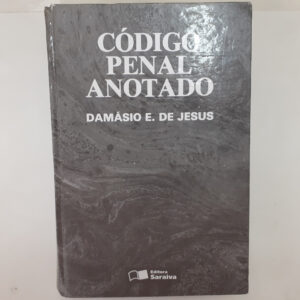 CÓDIGO
PENAL
ANOTADO
DAMÁSIO E. DE JESUS
Editora
Saraiva